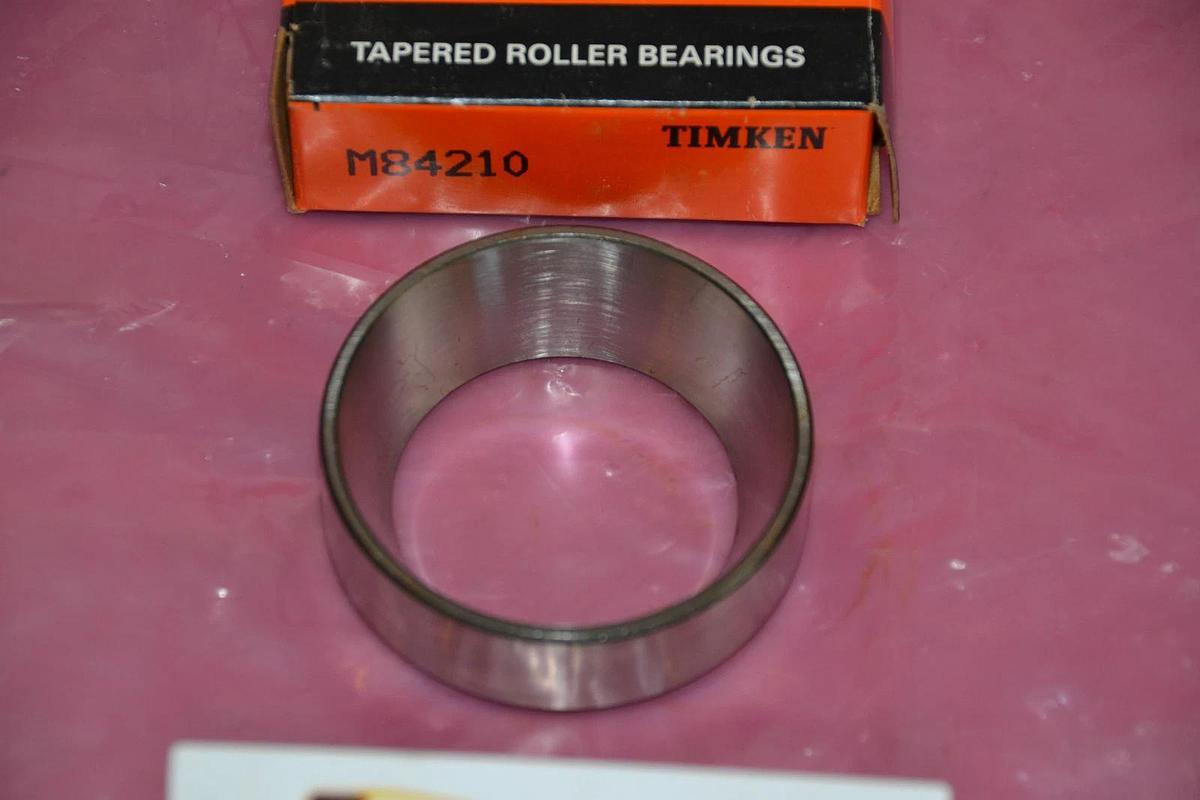 TAPERED ROLLER BEARINGS
TIMKEN
M84210